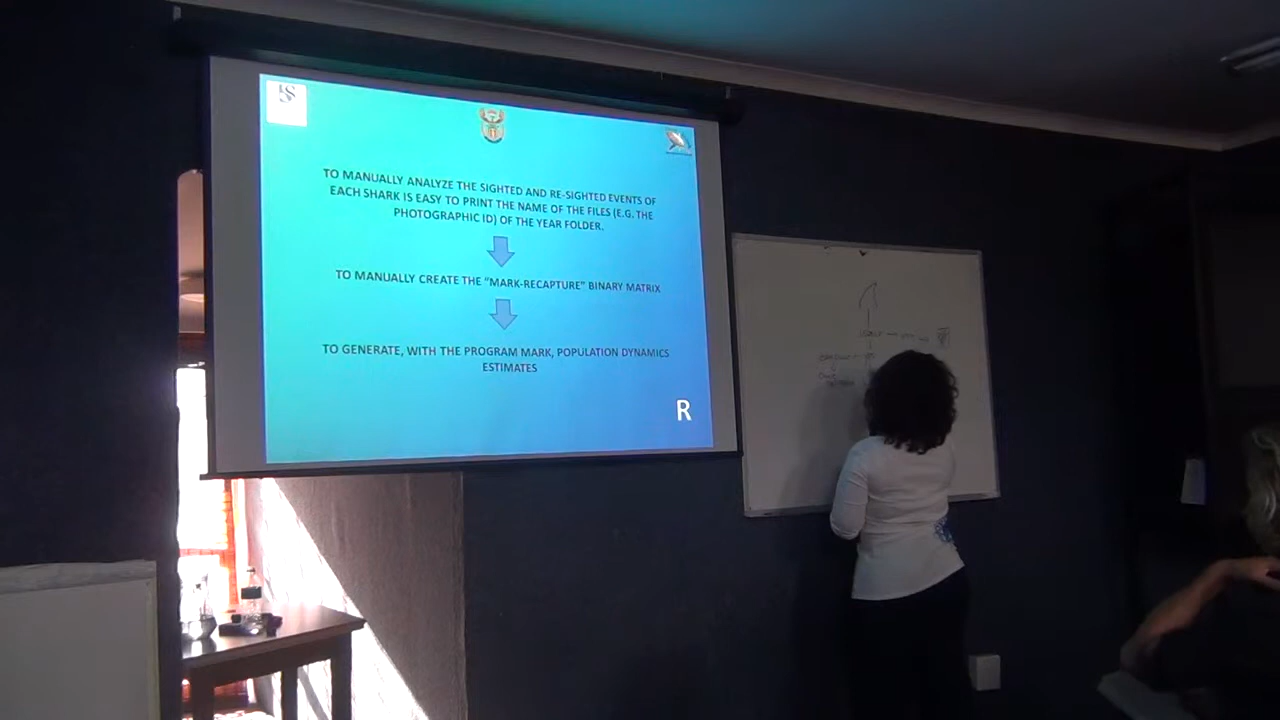 TO MANUALLY ANALYZE THE SIGHTED AND RE-SIGHTED EVENTS OF
EACH SHARK IS EASY TO PRINT THE NAME OF THE FILES (E.G. THE
PHOTOGRAPHIC ID) OF THE YEAR FOLDER.
TO MANUALLY CREATE THE “MARK-RECAPTURE” BINARY MATRIX
TO GENERATE, WITH THE PROGRAM MARK, POPULATION DYNAMICS
ESTIMATES
R